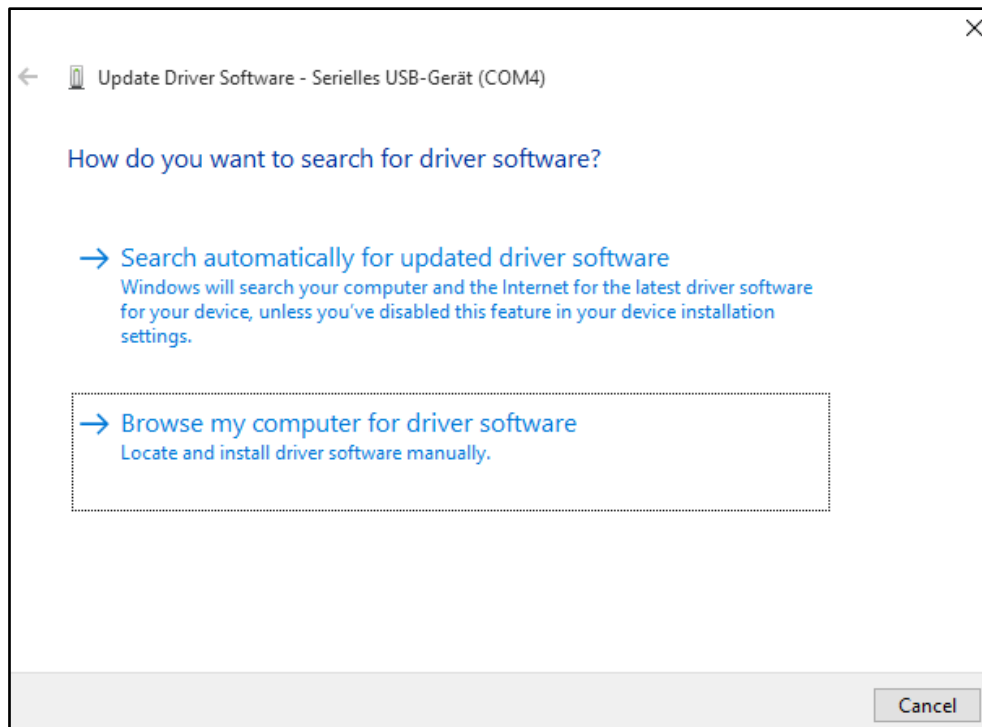 Update Driver Software - Serielles USB-Gerät (COM4)
How do you want to search for driver software?
Search automatically for updated driver software
Windows will search your computer and the Internet for the latest driver software
for your device, unless you've disabled this feature in your device installation
settings.
Browse my computer for driver software
Locate and install driver software manually.
Cancel